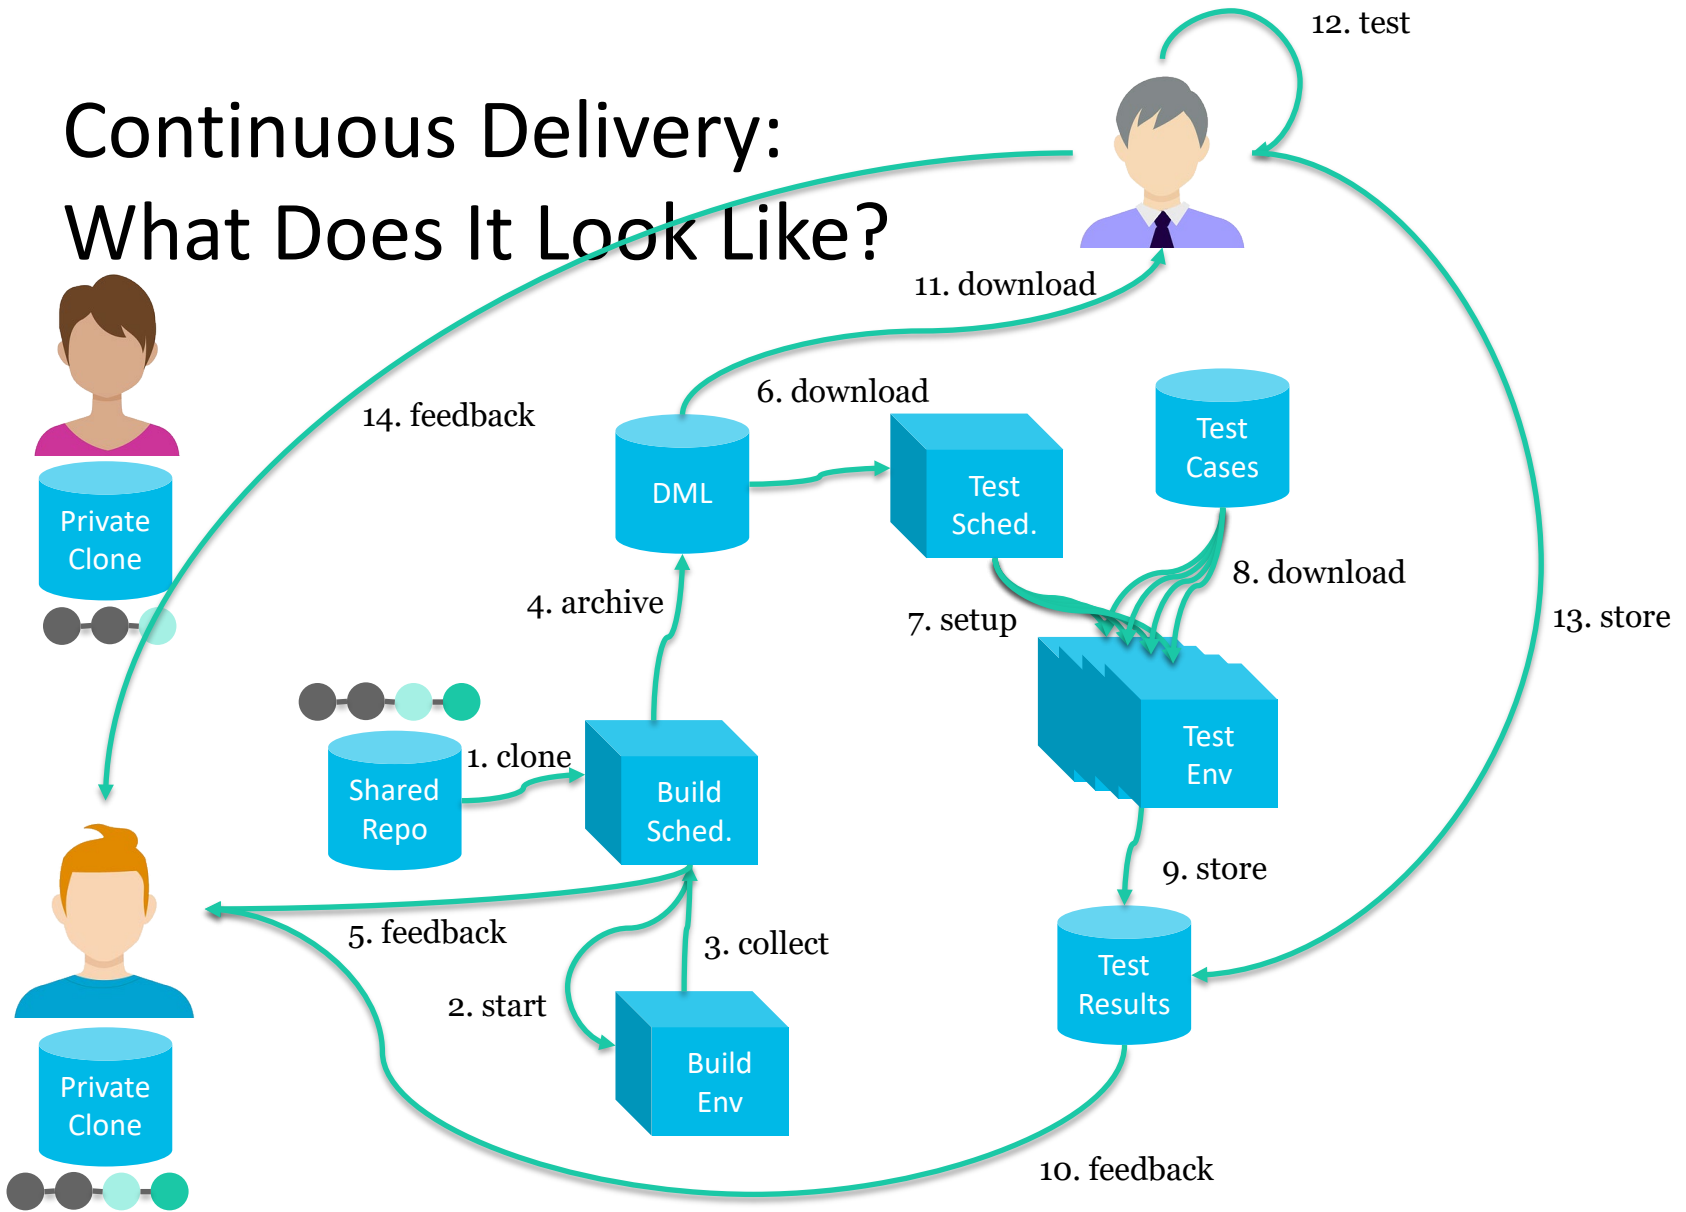 12. test
Continuous Delivery:
What Does It Look Like?
11. download
6. download
14. feedback
Test
Cases
DML
Test
Sched.
Private
Clone
8. download
4. archive
7. setup
13. store
1. clone
Shared
Repo
Build
Sched.
Test
Env
9. store
5. feedback
3. collect
2. start
Test
Results
Build
Env
Private
Clone
10. feedback